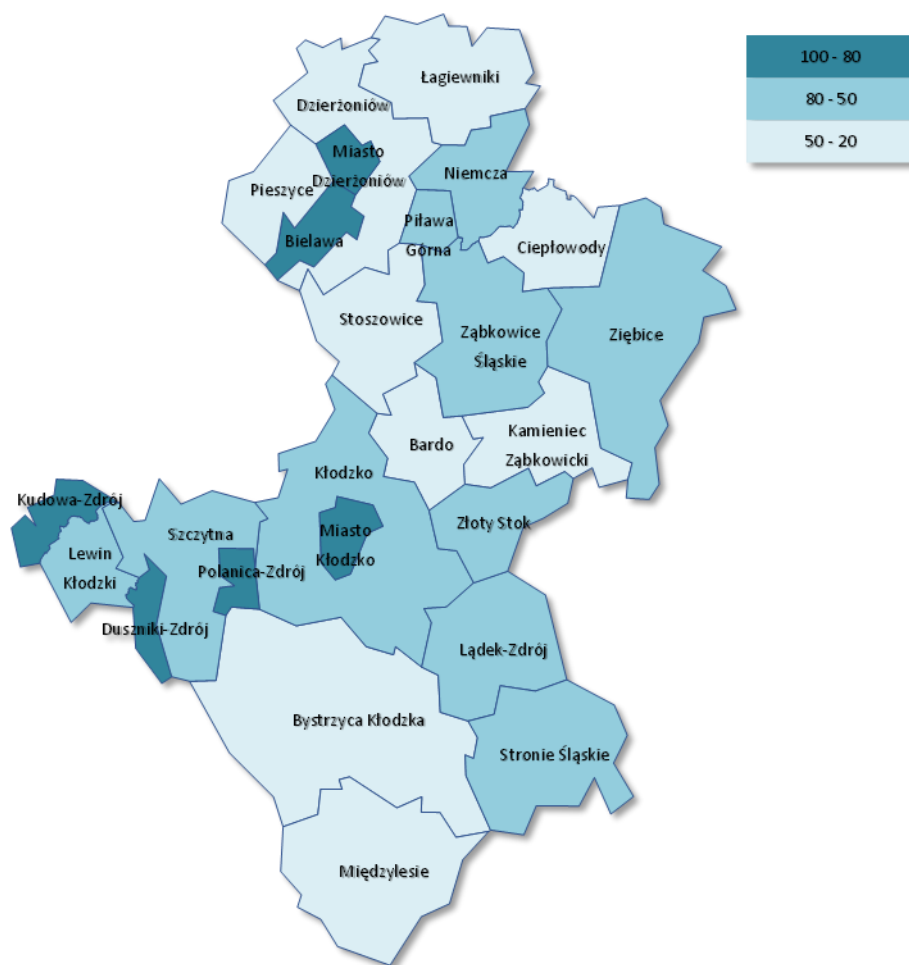 100 - 80
80 - 50
50 - 20
Łagiewniki
Dzierżoniów
Miasto
Dzierżoniów
Niemcza
Pieszyce
Piława
Górna
Bielawa
Ciepłowody
Stoszowice
Ząbkowice
Śląskie
Ziębice
Bardo
Kamieniec
Ząbkowicki
Kłodzko
Kudowa-Zdrój
Szczytna
Miasto
Kłodzko
Złoty Stok
Lewin
Kłodzki
Polanica-Zdrój
Duszniki-Zdrój
Lądek-Zdrój
Bystrzyca Kłodzka
Stronie Śląskie
Międzylesie